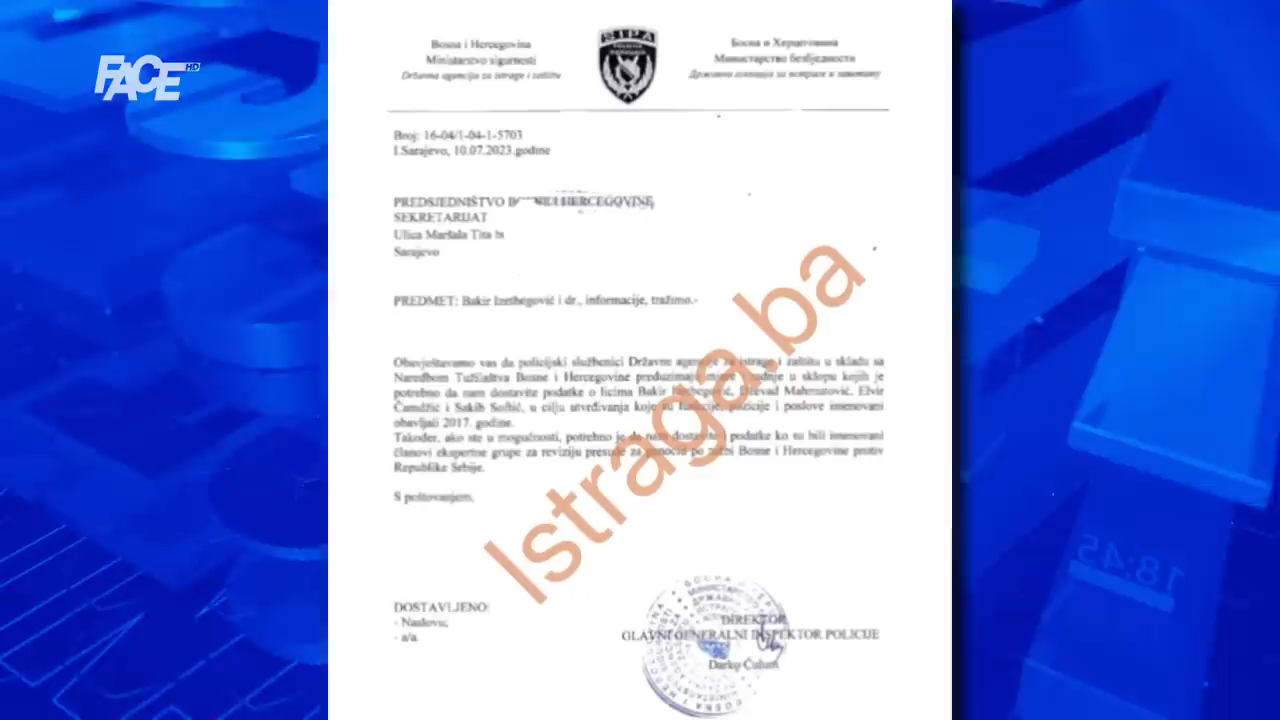 FACE HD
Bosna i Hercegovina
Ministarstvo sigurnosti
Državna agencija za istrage i zaštitu
SIPA
Босна и Херцеговина
Министарство безбједности
Државна агенција за истраге и заштиту
Broj: 16-04/1-04-1-5703
I.Sarajevo, 10.07.2023.godine
PREDSJEDNIŠTVO BOSNE I HERCEGOVINE
SEKRETARIJAT
Ulica Maršala Tita bb
Sarajevo
PREDMET: Bakir Izetbegović i dr., informacije, tražimo.-
Obavještavamo vas da policijski službenici Državne agencije za istrage i zaštitu u skladu sa
Naredbom Tužilaštva Bosne i Hercegovine preduzimaju mjere i radnje u sklopu kojih je
potrebno da nam dostavite podatke o licima Bakir Izetbegović, Dževad Mahmutović, Elvir
Čamdžić i Sakib Softić, u cilju utvrđivanja koje su funkcije, pozicije i poslove imenovani
obavljali 2017. godine.
Također, ako ste u mogućnosti, potrebno je da nam dostavite i podatke ko su bili imenovani
članovi ekspertne grupe za reviziju presude za genocid po tužbi Bosne i Hercegovine protiv
Republike Srbije.
S poštovanjem,
Istraga.ba
DOSTAVLJENO:
- Naslovu;
- a/a.
DIREKTOR
GLAVNI GENERALNI INSPEKTOR POLICIJE
Darko Ćulum
18:45